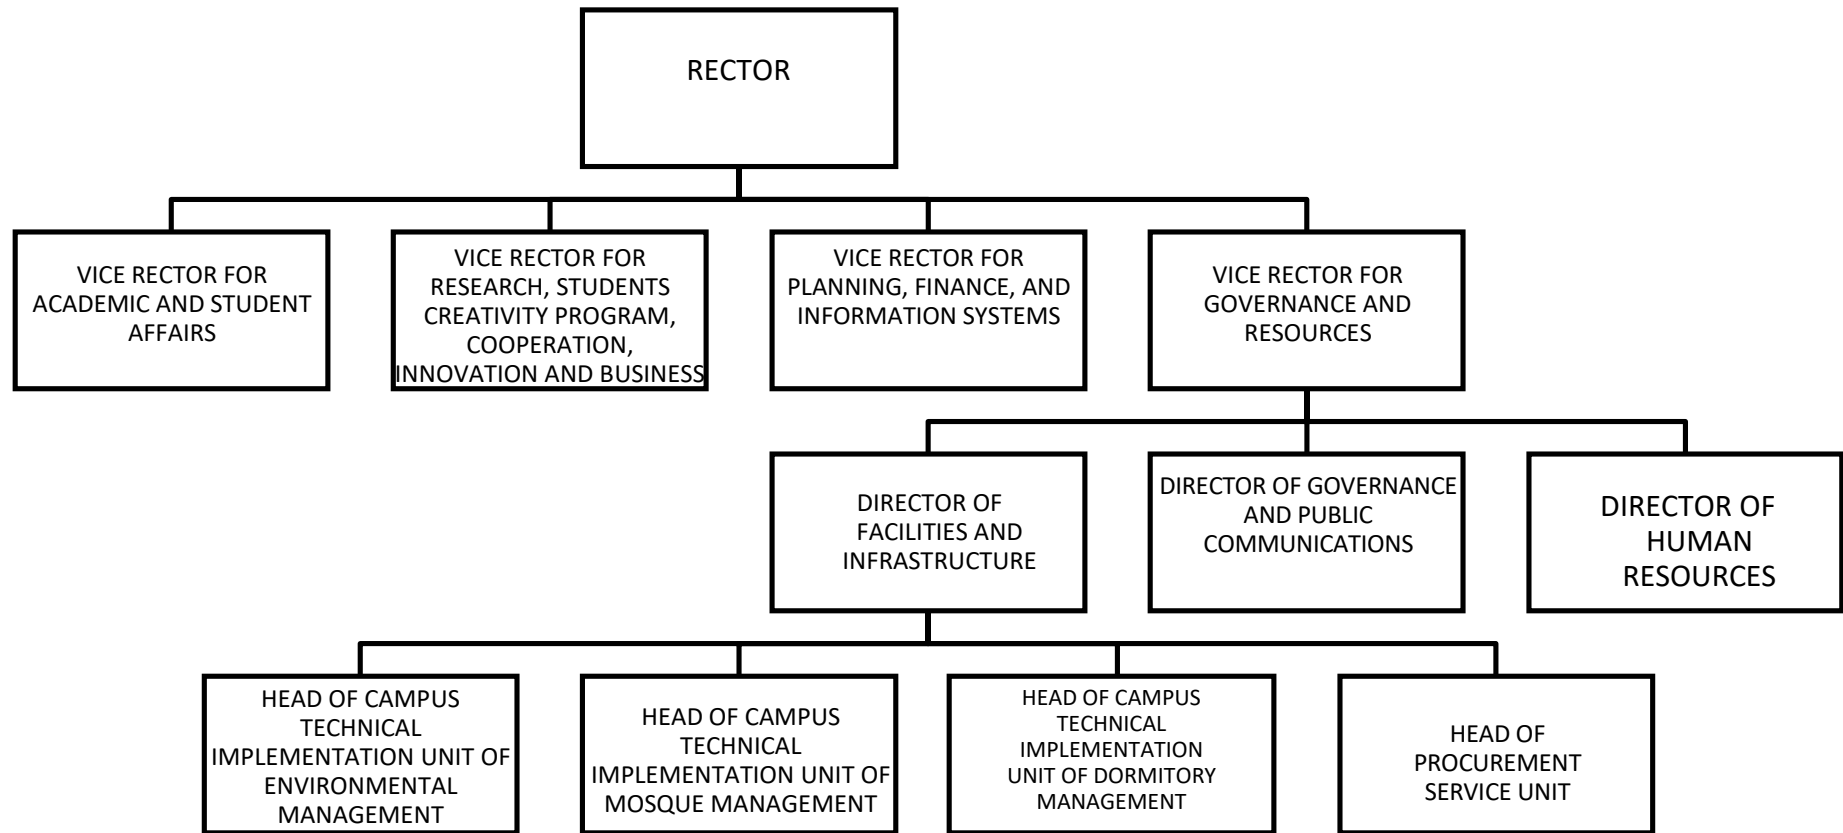 RECTOR
VICE RECTOR FOR
ACADEMIC AND STUDENT
AFFAIRS
VICE RECTOR FOR
RESEARCH, STUDENTS
CREATIVITY PROGRAM,
COOPERATION,
INNOVATION AND BUSINESS
VICE RECTOR FOR
PLANNING, FINANCE, AND
INFORMATION SYSTEMS
VICE RECTOR FOR
GOVERNANCE AND
RESOURCES
DIRECTOR OF
FACILITIES AND
INFRASTRUCTURE
DIRECTOR OF GOVERNANCE
AND PUBLIC
COMMUNICATIONS
DIRECTOR OF
HUMAN
RESOURCES
HEAD OF CAMPUS
TECHNICAL
IMPLEMENTATION UNIT OF
ENVIRONMENTAL
MANAGEMENT
HEAD OF CAMPUS
TECHNICAL
IMPLEMENTATION UNIT OF
MOSQUE MANAGEMENT
HEAD OF CAMPUS
TECHNICAL
IMPLEMENTATION
UNIT OF DORMITORY
MANAGEMENT
HEAD OF
PROCUREMENT
SERVICE UNIT